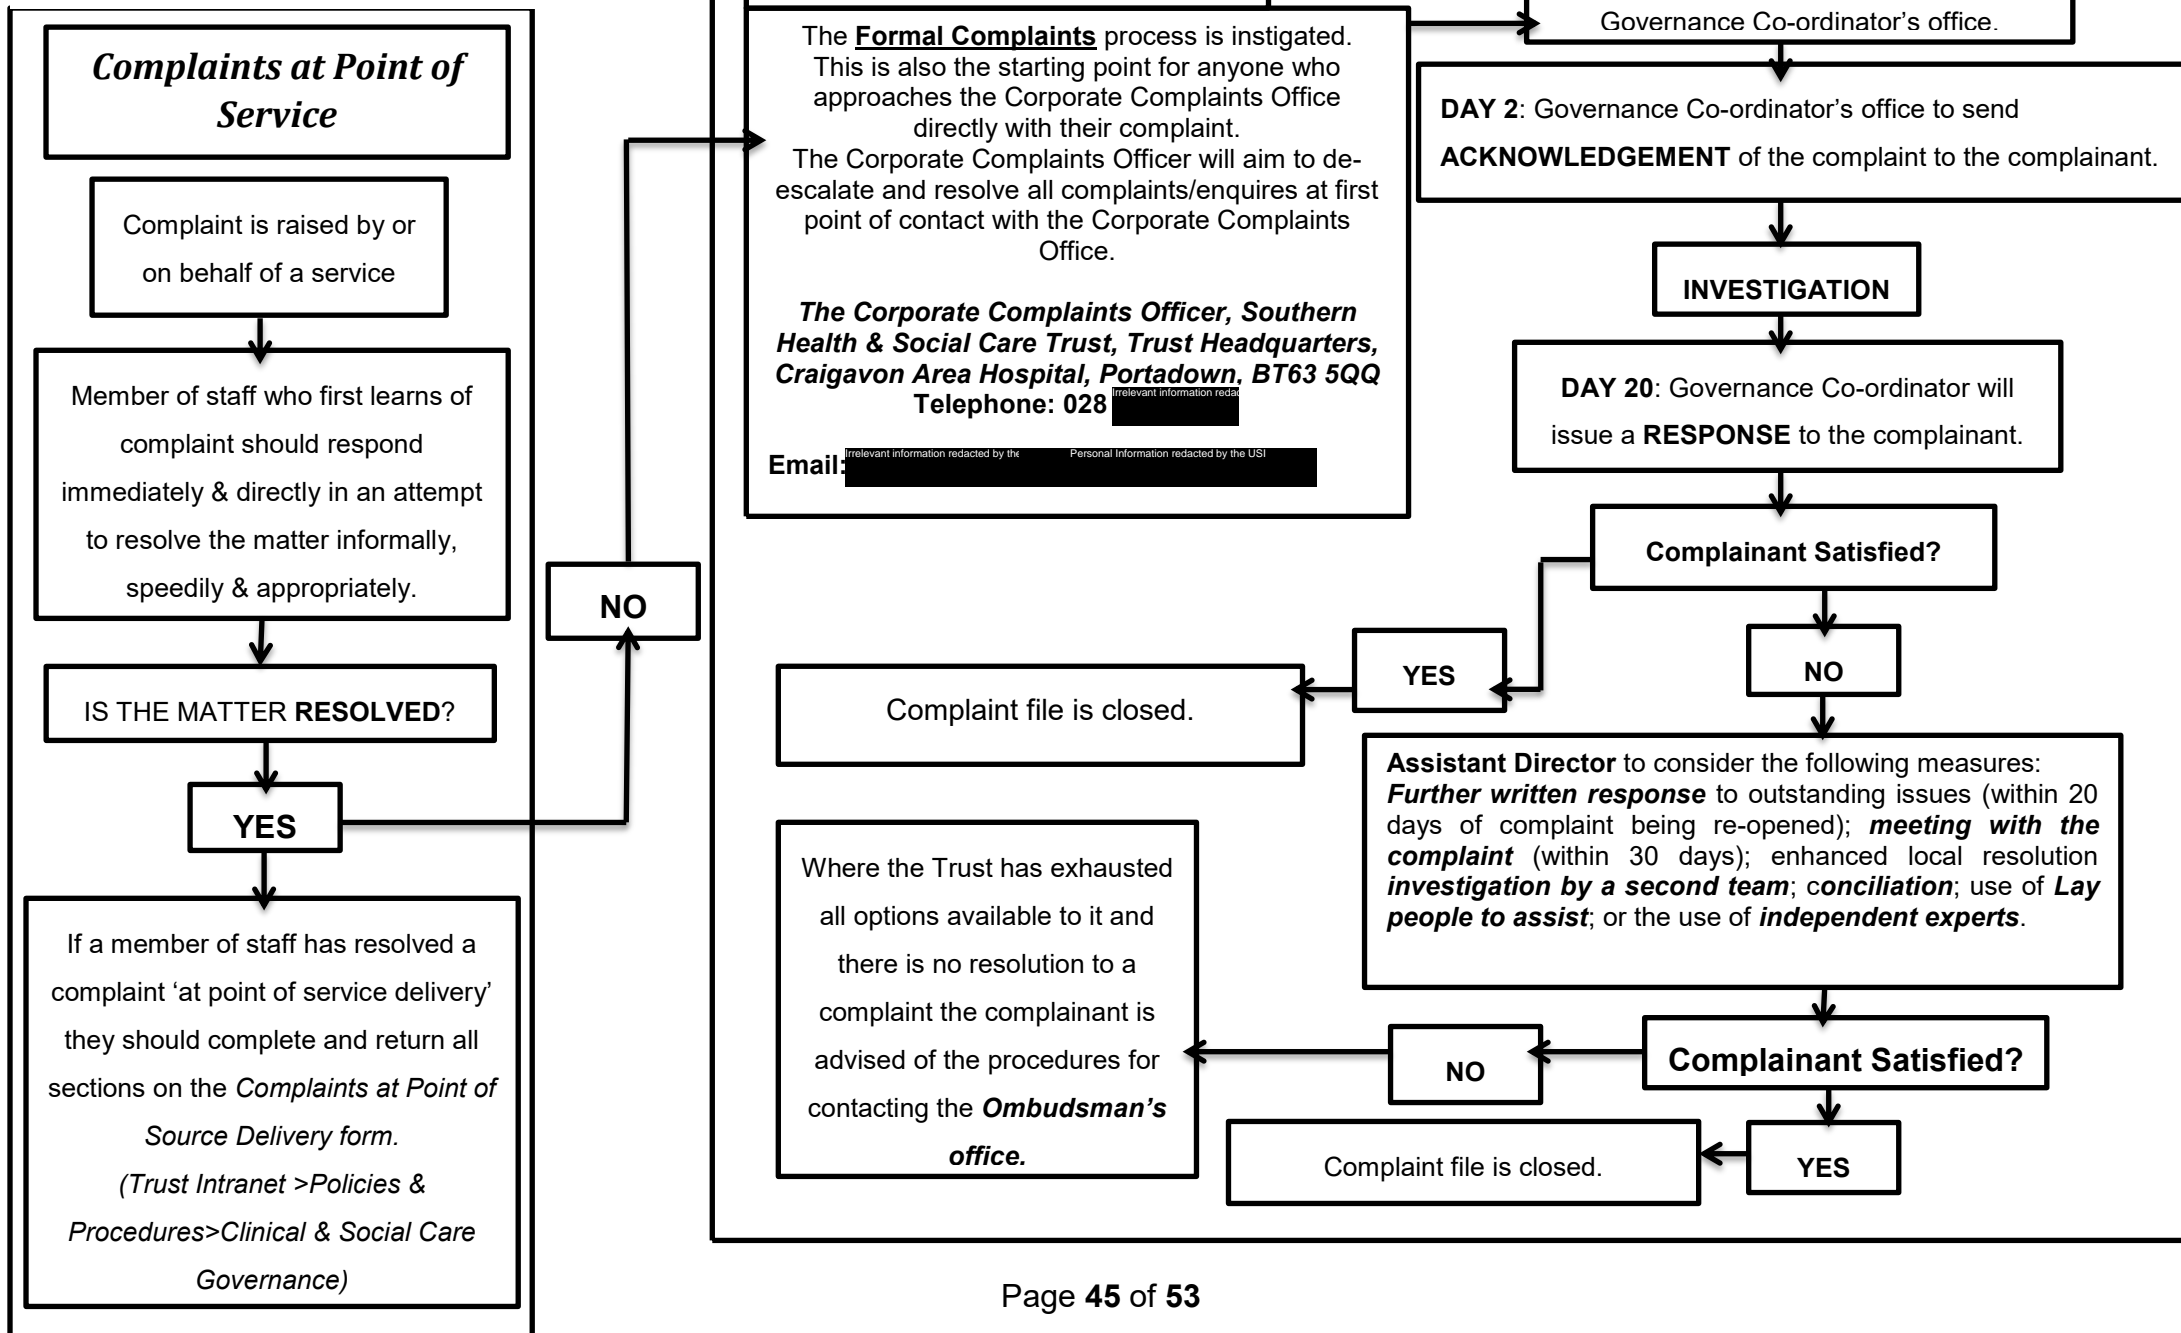 Complaints at Point of
Service
Complaint is raised by or
on behalf of a service
Member of staff who first learns of
complaint should respond
immediately & directly in an attempt
to resolve the matter informally,
speedily & appropriately.
IS THE MATTER RESOLVED?
YES
If a member of staff has resolved a
complaint ‘at point of service delivery’
they should complete and return all
sections on the Complaints at Point of
Source Delivery form.
(Trust Intranet >Policies &
Procedures>Clinical & Social Care
Governance)
NO
The Formal Complaints process is instigated.
This is also the starting point for anyone who
approaches the Corporate Complaints Office
directly with their complaint.
The Corporate Complaints Officer will aim to de-
escalate and resolve all complaints/enquires at first
point of contact with the Corporate Complaints
Office.
The Corporate Complaints Officer, Southern
Health & Social Care Trust, Trust Headquarters,
Craigavon Area Hospital, Portadown, BT63 5QQ
Telephone: 028
Irrelevant information redac
Email:
Irrelevant information redacted by the
Personal Information redacted by the USI
Governance Co-ordinator’s office.
DAY 2: Governance Co-ordinator’s office to send
ACKNOWLEDGEMENT of the complaint to the complainant.
INVESTIGATION
DAY 20: Governance Co-ordinator will
issue a RESPONSE to the complainant.
Complainant Satisfied?
YES
Complaint file is closed.
NO
Assistant Director to consider the following measures:
Further written response to outstanding issues (within 20
days of complaint being re-opened); meeting with the
complaint (within 30 days); enhanced local resolution
investigation by a second team; conciliation; use of Lay
people to assist; or the use of independent experts.
Complainant Satisfied?
NO
Where the Trust has exhausted
all options available to it and
there is no resolution to a
complaint the complainant is
advised of the procedures for
contacting the Ombudsman’s
office.
YES
Complaint file is closed.
Page 45 of 53